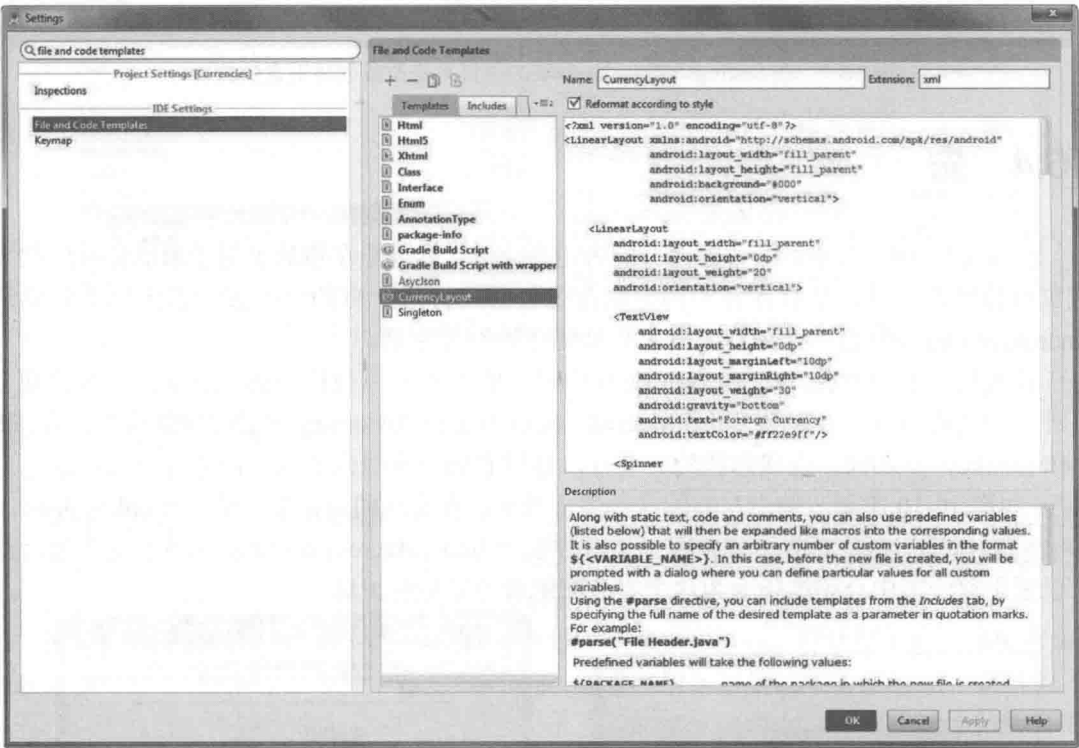 Settings
file and code templates
Project Settings [Currencies]
Inspections
IDE Settings
File and Code Templates
Keymap
File and Code Templates
Name: CurrencyLayout Extension: xml
Templates Includes
Reformat according to style
Html
Html5
Xhtml
Class
Interface
Enum
AnnotationType
package-info
Gradle Build Script
Gradle Build Script with wrapper
AsycJson
CurrencyLayout
Singleton
<?xml version="1.0" encoding="utf-8"?>
<LinearLayout xmlns:android="http://schemas.android.com/apk/res/android"
android:layout_width="fill_parent"
android:layout_height="fill_parent"
android:background="#000"
android:orientation="vertical">
<LinearLayout
android:layout_width="fill_parent"
android:layout_height="0dp"
android:layout_weight="20"
android:orientation="vertical">
<TextView
android:layout_width="fill_parent"
android:layout_height="0dp"
android:layout_marginLeft="10dp"
android:layout_marginRight="10dp"
android:layout_weight="30"
android:gravity="bottom"
android:text="Foreign Currency"
android:textColor="#ff22e9ff"/>
<Spinner
Description
Along with static text, code and comments, you can also use predefined variables
(listed below) that will then be expanded like macros into the corresponding values.
It is also possible to specify an arbitrary number of custom variables in the format
${<VARIABLE_NAME>}. In this case, before the new file is created, you will be
prompted with a dialog where you can define particular values for all custom
variables.
Using the #parse directive, you can include templates from the Includes tab, by
specifying the full name of the desired template as a parameter in quotation marks.
For example:
#parse("File Header.java")
Predefined variables will take the following values:
${PACKAGE_NAME} name of the package in which the new file is created
OK Cancel Apply Help